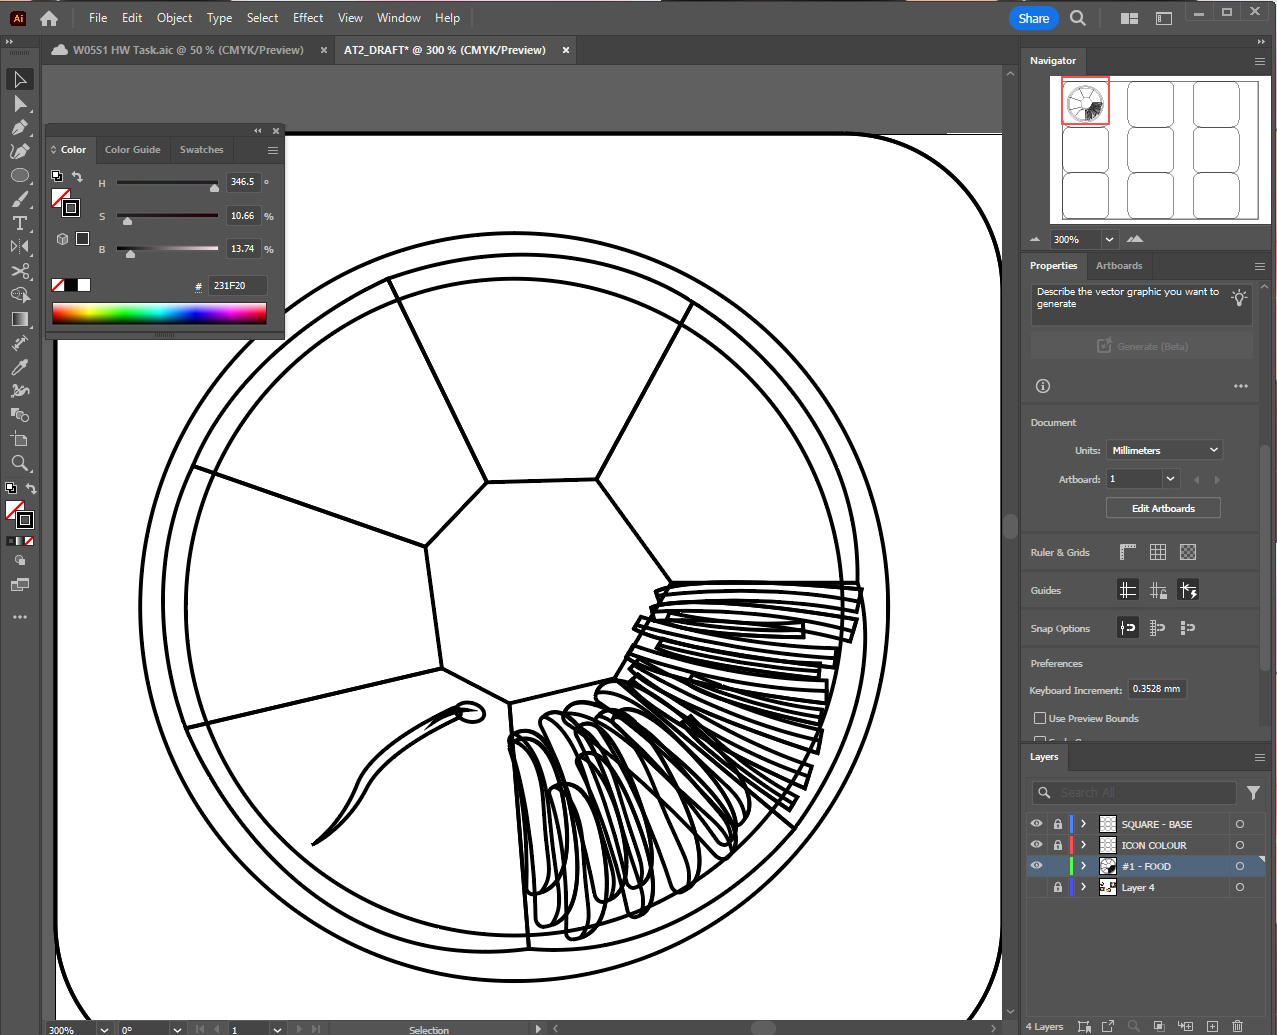 Ai
File Edit Object Type Select Effect View Window Help
Share
W05S1 HW Task.aic @ 50 % (CMYK/Preview) ×
AT2_DRAFT* @ 300 % (CMYK/Preview) ×
Color Color Guide Swatches
H 346.5 °
S 10.66 %
B 13.74 %
# 231F20
Navigator
300%
Properties Artboards
Describe the vector graphic you want to
generate
Generate (Beta)
Document
Units: Millimeters
Artboard: 1
Edit Artboards
Ruler & Grids
Guides
Snap Options
Preferences
Keyboard Increment: 0.3528 mm
Use Preview Bounds
Layers
Search All
SQUARE - BASE
ICON COLOUR
#1 - FOOD
Layer 4
4 Layers
300% 0° 1 Selection